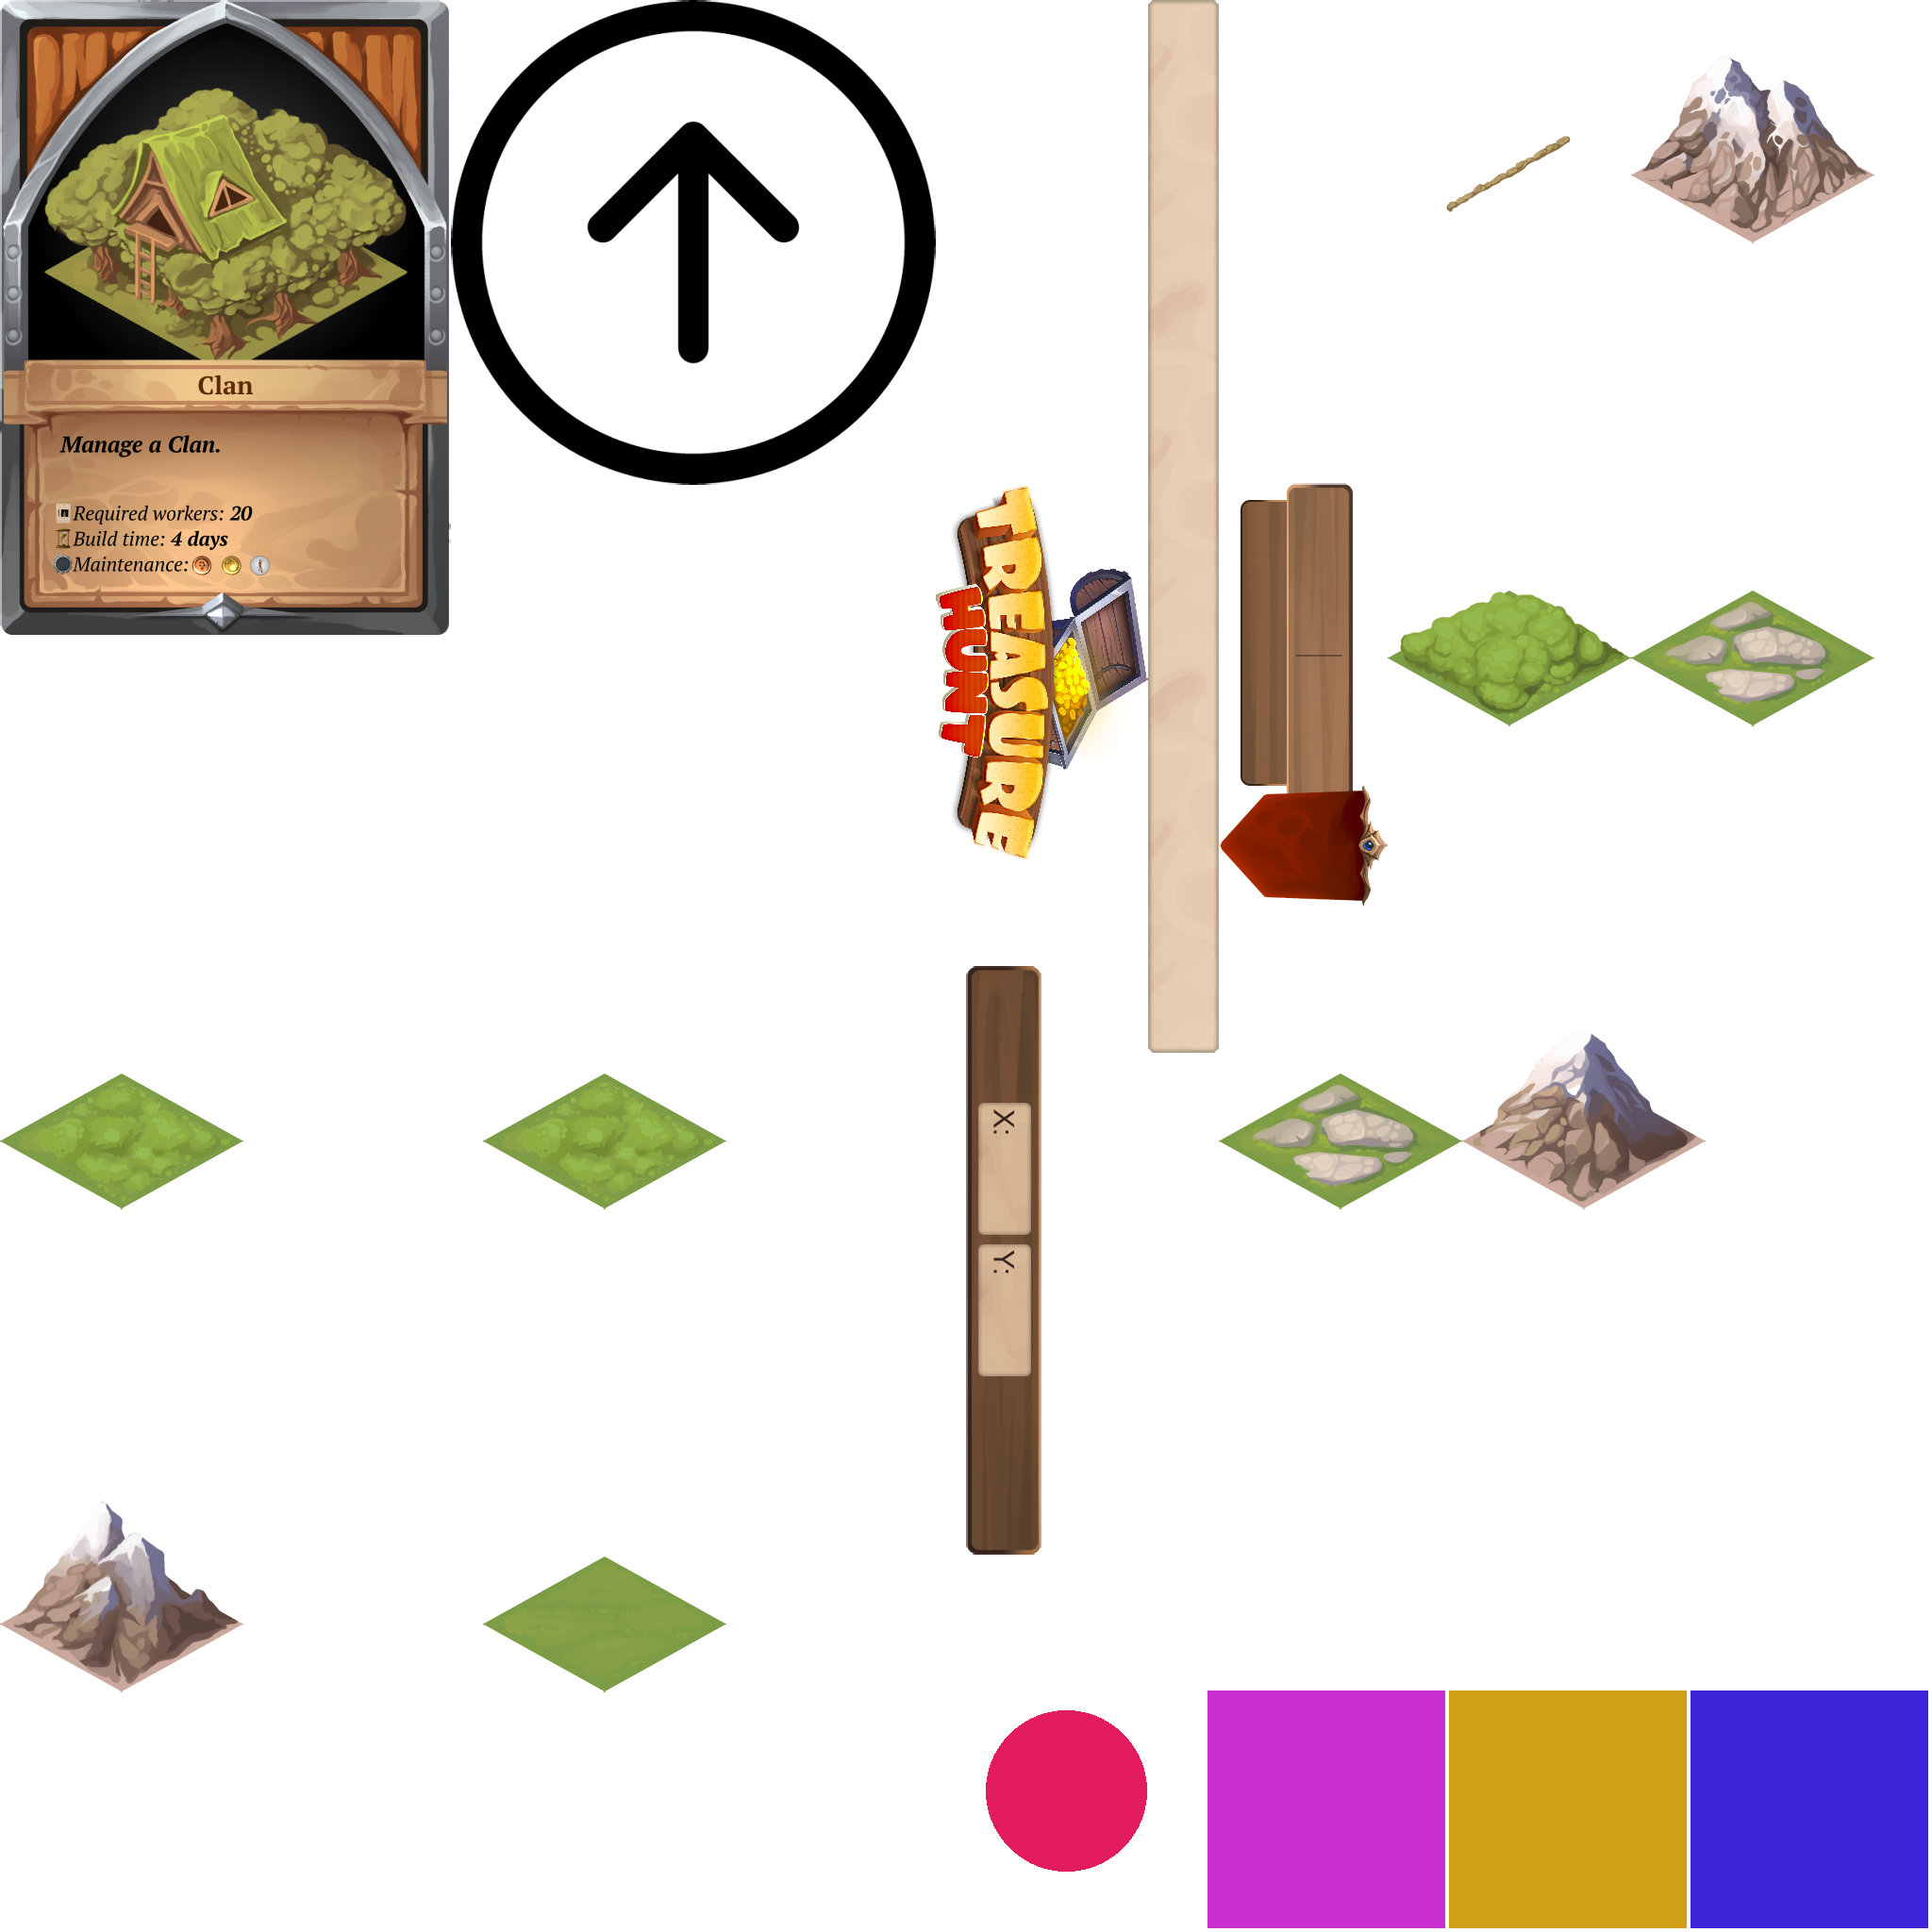 Clan
Manage a Clan.
Required workers: 20
Build time: 4 days
Maintenance:
TREASURE
HUNT
X:
Y: